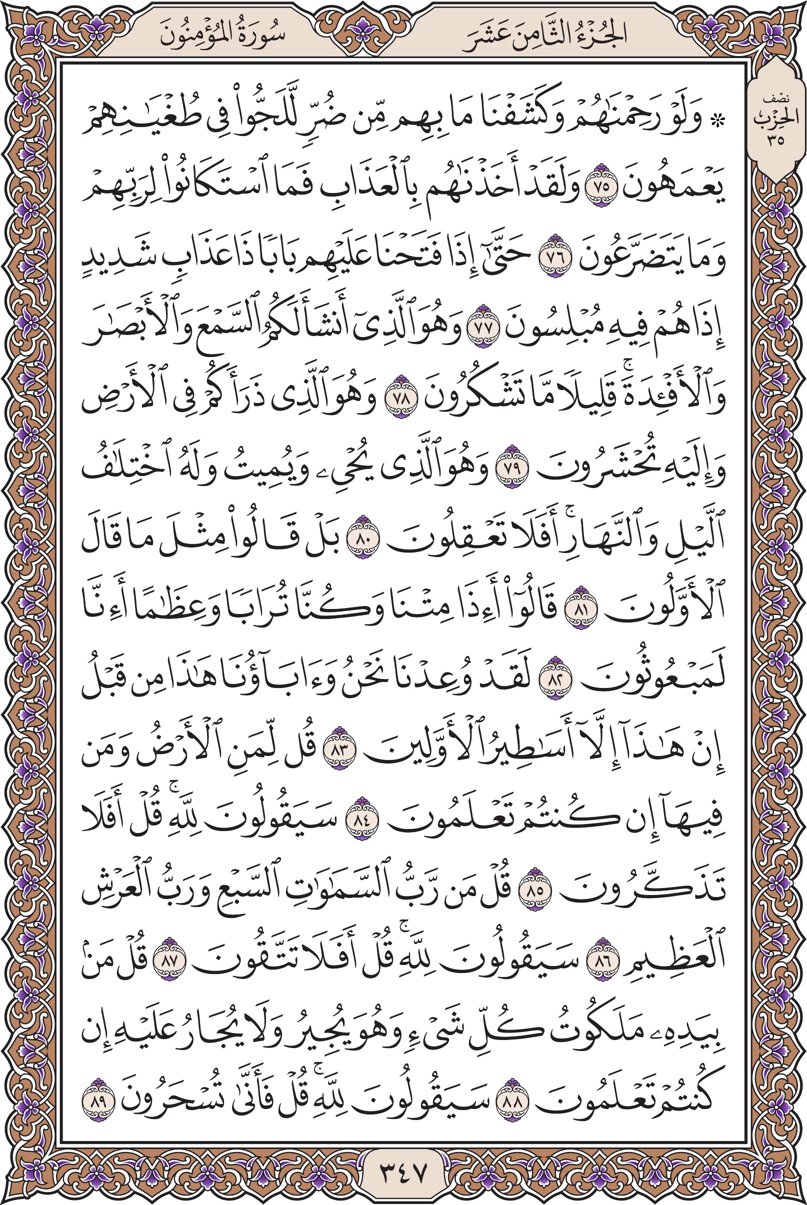 الجُزْءُ الثَّامِنَ عَشَرَ
سُورَةُ المُؤْمِنُونَ
نصف
الحزب
٣٥
۞ وَلَوْ رَحِمْنَٰهُمْ وَكَشَفْنَا مَا بِهِم مِّن ضُرٍّ لَّلَجُّوا۟ فِى طُغْيَٰنِهِمْ
يَعْمَهُونَ ٧٥ وَلَقَدْ أَخَذْنَٰهُم بِٱلْعَذَابِ فَمَا ٱسْتَكَانُوا۟ لِرَبِّهِمْ
وَمَا يَتَضَرَّعُونَ ٧٦ حَتَّىٰٓ إِذَا فَتَحْنَا عَلَيْهِم بَابًا ذَا عَذَابٍ شَدِيدٍ
إِذَا هُمْ فِيهِ مُبْلِسُونَ ٧٧ وَهُوَ ٱلَّذِىٓ أَنشَأَ لَكُمُ ٱلسَّمْعَ وَٱلْأَبْصَٰرَ
وَٱلْأَفْـِٔدَةَ ۚ قَلِيلًا مَّا تَشْكُرُونَ ٧٨ وَهُوَ ٱلَّذِى ذَرَأَكُمْ فِى ٱلْأَرْضِ
وَإِلَيْهِ تُحْشَرُونَ ٧٩ وَهُوَ ٱلَّذِى يُحْىِۦ وَيُمِيتُ وَلَهُ ٱخْتِلَٰفُ
ٱلَّيْلِ وَٱلنَّهَارِ ۚ أَفَلَا تَعْقِلُونَ ٨٠ بَلْ قَالُوا۟ مِثْلَ مَا قَالَ
ٱلْأَوَّلُونَ ٨١ قَالُوٓا۟ أَءِذَا مِتْنَا وَكُنَّا تُرَابًا وَعِظَٰمًا أَءِنَّا
لَمَبْعُوثُونَ ٨٢ لَقَدْ وُعِدْنَا نَحْنُ وَءَابَآؤُنَا هَٰذَا مِن قَبْلُ
إِنْ هَٰذَآ إِلَّآ أَسَٰطِيرُ ٱلْأَوَّلِينَ ٨٣ قُل لِّمَنِ ٱلْأَرْضُ وَمَن
فِيهَآ إِن كُنتُمْ تَعْلَمُونَ ٨٤ سَيَقُولُونَ لِلَّهِ ۚ قُلْ أَفَلَا
تَذَكَّرُونَ ٨٥ قُلْ مَن رَّبُّ ٱلسَّمَٰوَٰتِ ٱلسَّبْعِ وَرَبُّ ٱلْعَرْشِ
ٱلْعَظِيمِ ٨٦ سَيَقُولُونَ لِلَّهِ ۚ قُلْ أَفَلَا تَتَّقُونَ ٨٧ قُلْ مَنۢ
بِيَدِهِۦ مَلَكُوتُ كُلِّ شَىْءٍ وَهُوَ يُجِيرُ وَلَا يُجَارُ عَلَيْهِ إِن
كُنتُمْ تَعْلَمُونَ ٨٨ سَيَقُولُونَ لِلَّهِ ۚ قُلْ فَأَنَّىٰ تُسْحَرُونَ ٨٩
٣٤٧